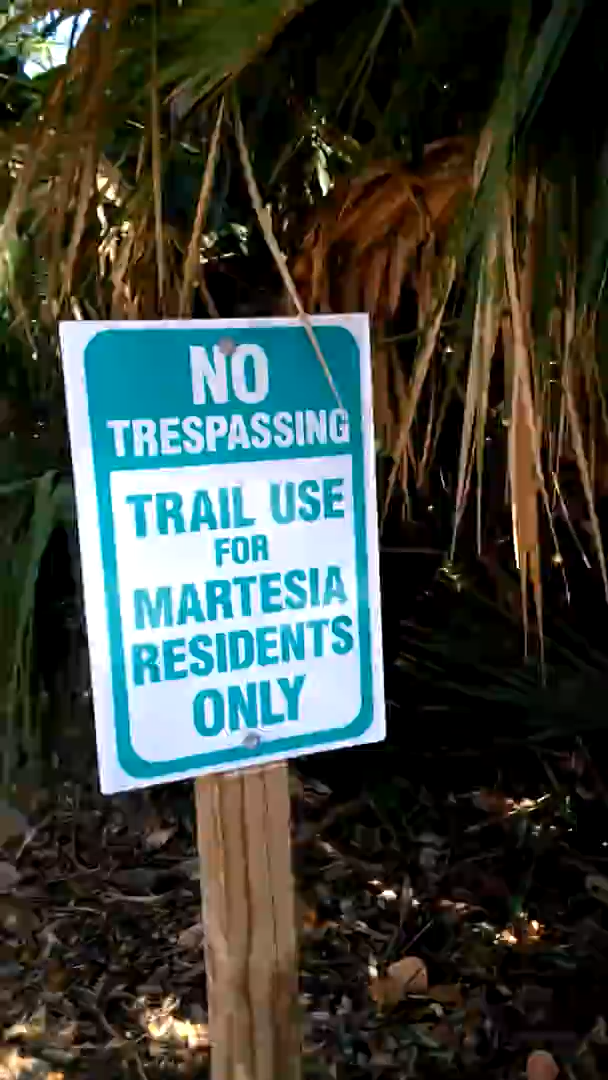 NO
TRESPASSING
TRAIL USE
FOR
MARTESIA
RESIDENTS
ONLY